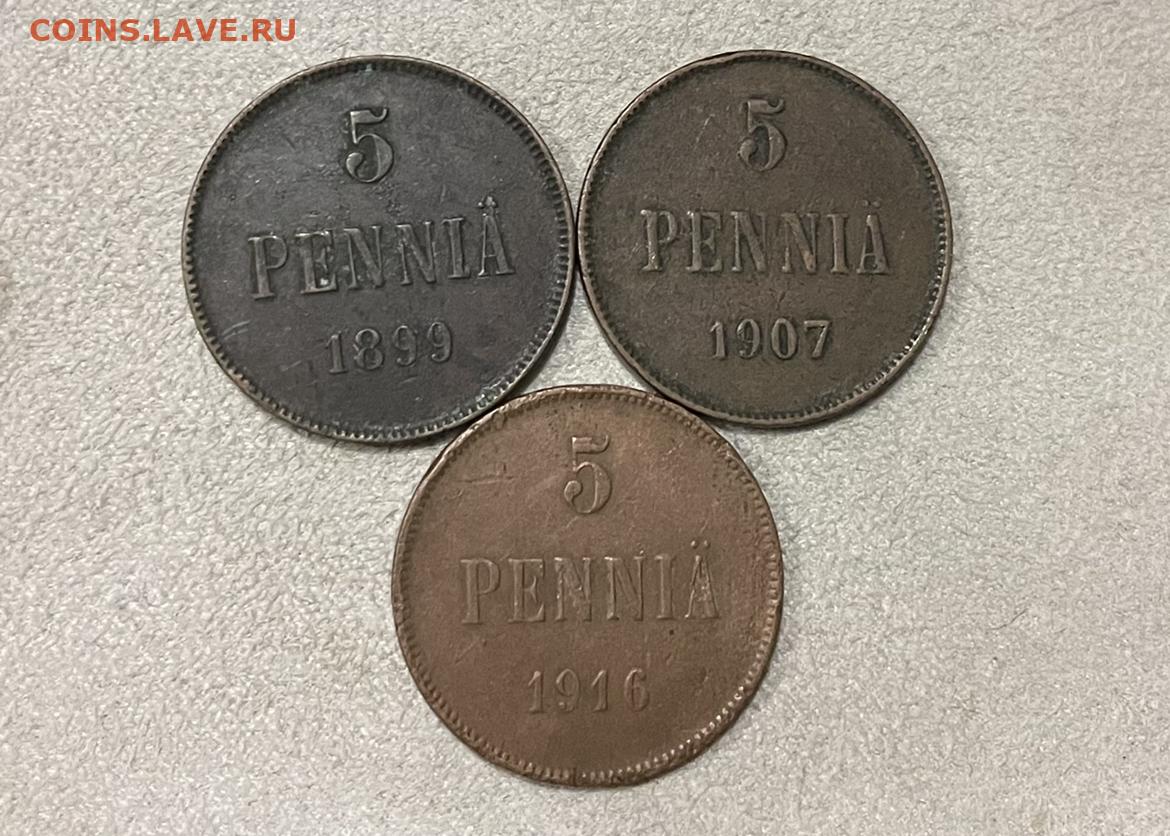 COINS.LAVE.RU
5
PENNIÄ
1899
5
PENNIÄ
1907
5
PENNIÄ
1916